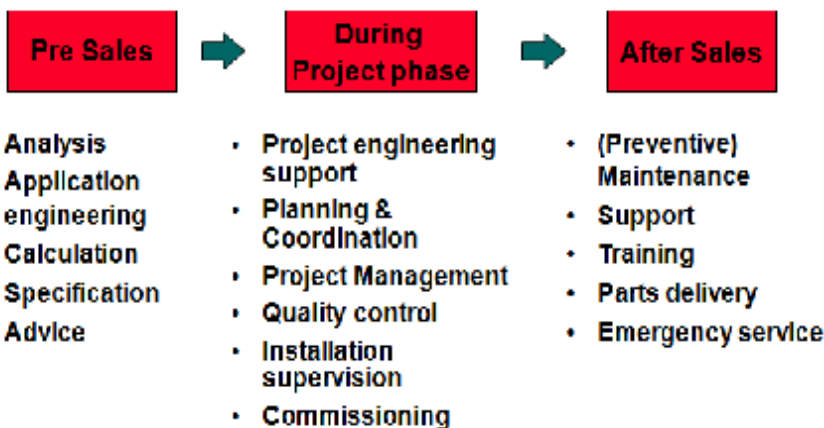 Pre Sales
During
Project phase
After Sales
Analysis
Application
engineering
Calculation
Specification
Advice
• Project engineering
support
• Planning &
Coordination
• Project Management
• Quality control
• Installation
supervision
• Commissioning
• (Preventive)
Maintenance
• Support
• Training
• Parts delivery
• Emergency service